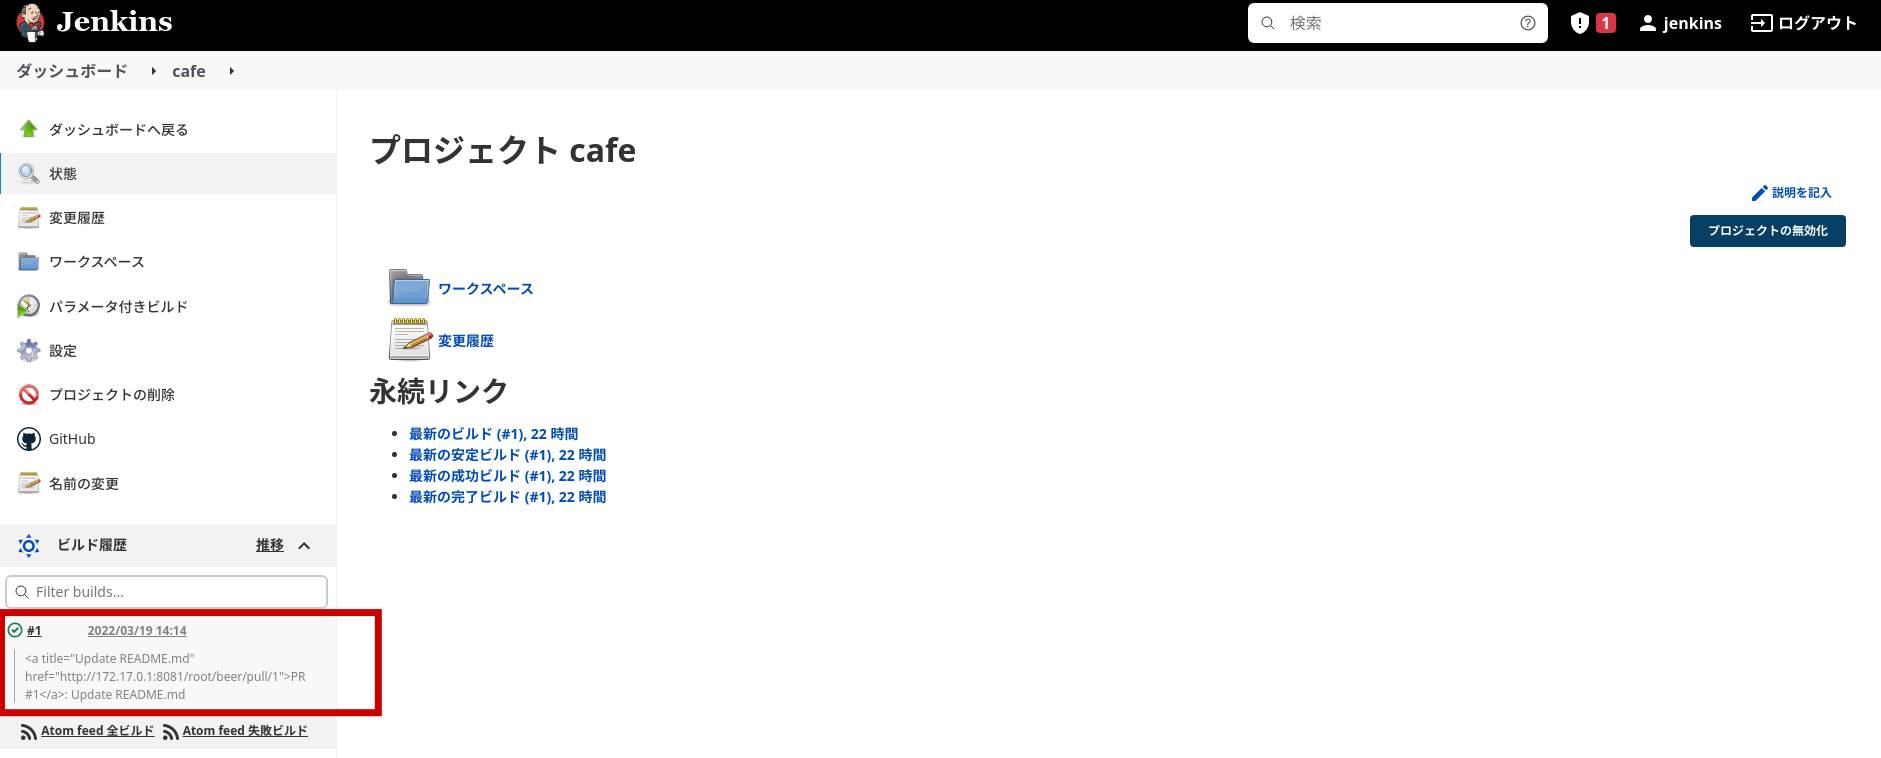 Jenkins
検索
1
jenkins
ログアウト
ダッシュボード
cafe
ダッシュボードへ戻る
状態
変更履歴
ワークスペース
パラメータ付きビルド
設定
プロジェクトの削除
GitHub
名前の変更
ビルド履歴
推移
Filter builds...
#1
2022/03/19 14:14
<a title="Update README.md"
href="http://172.17.0.1:8081/root/beer/pull/1">PR
#1</a>: Update README.md
Atom feed 全ビルド
Atom feed 失敗ビルド
プロジェクト cafe
説明を記入
プロジェクトの無効化
ワークスペース
変更履歴
永続リンク
最新のビルド (#1), 22 時間
最新の安定ビルド (#1), 22 時間
最新の成功ビルド (#1), 22 時間
最新の完了ビルド (#1), 22 時間